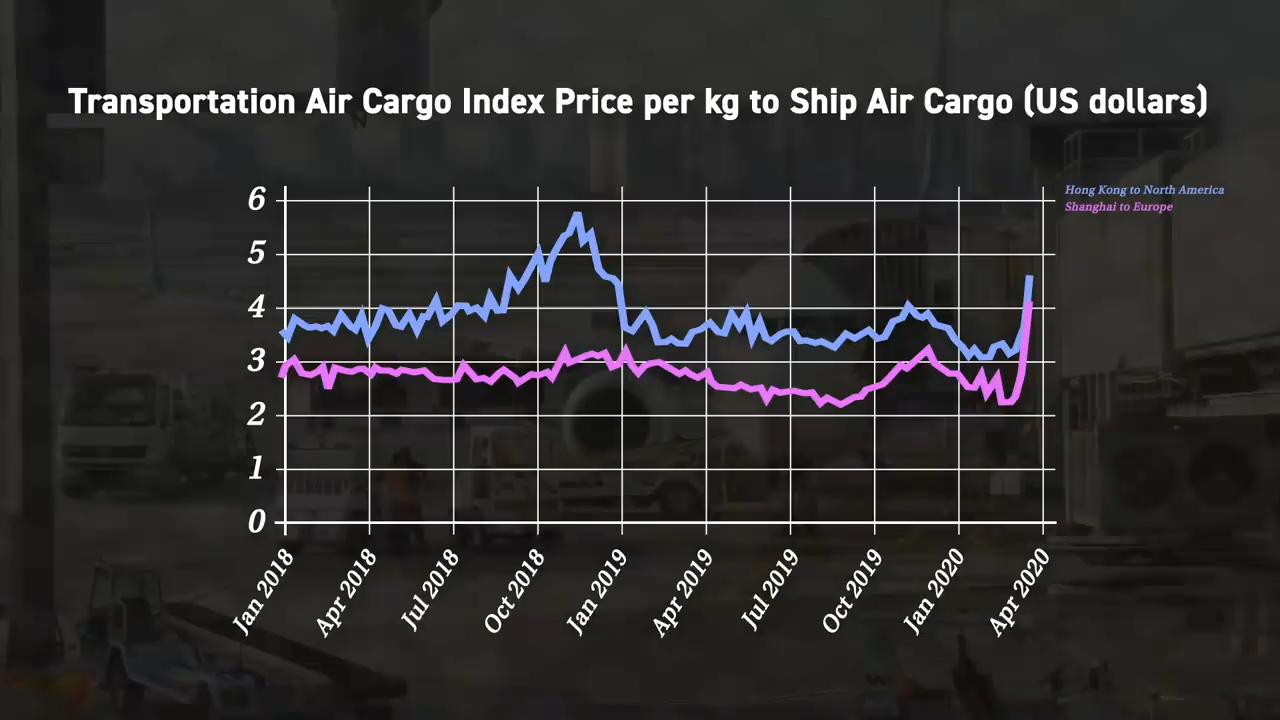 Transportation Air Cargo Index Price per kg to Ship Air Cargo (US dollars)
Hong Kong to North America
Shanghai to Europe
6
5
4
3
2
1
0
Jan 2018
Apr 2018
Jul 2018
Oct 2018
Jan 2019
Apr 2019
Jul 2019
Oct 2019
Jan 2020
Apr 2020